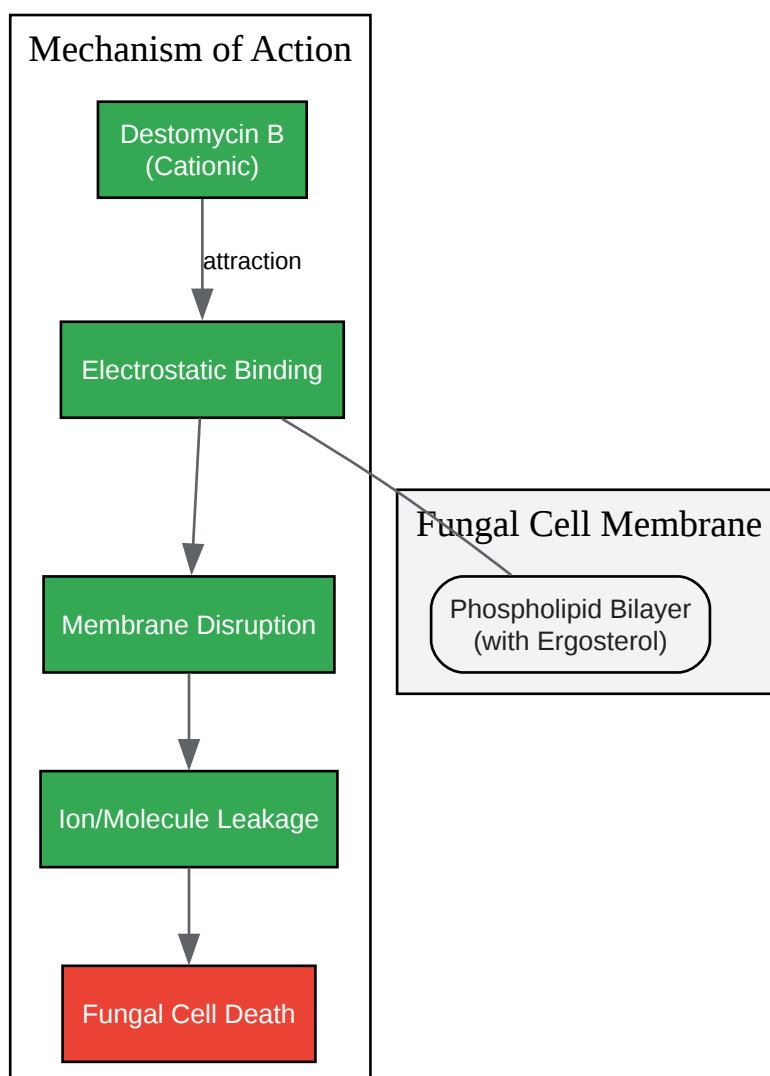 Mechanism of Action
Destomycin B
(Cationic)
attraction
Electrostatic Binding
Fungal Cell Membrane
Phospholipid Bilayer
(with Ergosterol)
Membrane Disruption
Ion/Molecule Leakage
Fungal Cell Death